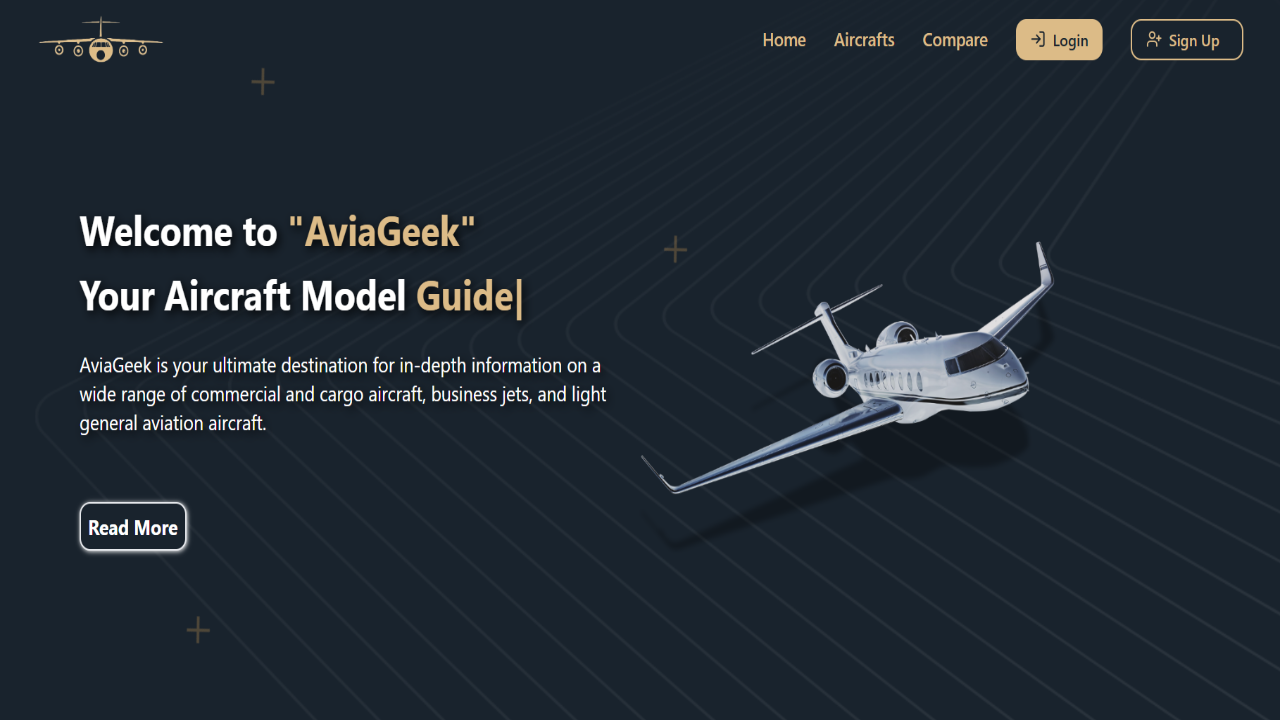 Home Aircrafts Compare Login Sign Up
Welcome to "AviaGeek"
Your Aircraft Model Guide|
AviaGeek is your ultimate destination for in-depth information on a
wide range of commercial and cargo aircraft, business jets, and light
general aviation aircraft.
Read More